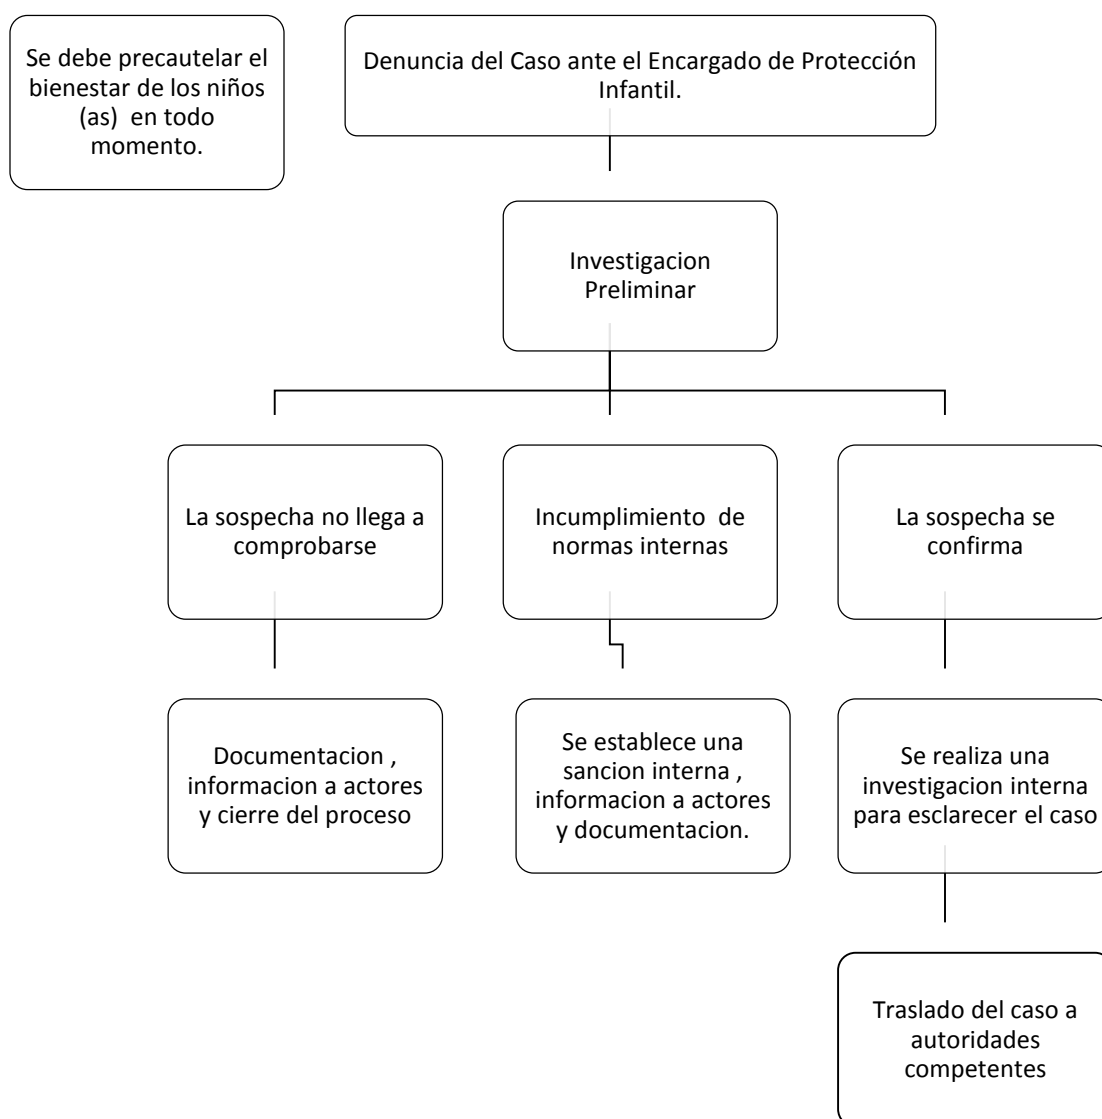 Se debe precautelar el
bienestar de los niños
(as) en todo
momento.
Denuncia del Caso ante el Encargado de Protección
Infantil.
Investigacion
Preliminar
La sospecha no llega a
comprobarse
Incumplimiento de
normas internas
La sospecha se
confirma
Documentacion ,
informacion a actores
y cierre del proceso
Se establece una
sancion interna ,
informacion a actores
y documentacion.
Se realiza una
investigacion interna
para esclarecer el caso
Traslado del caso a
autoridades
competentes